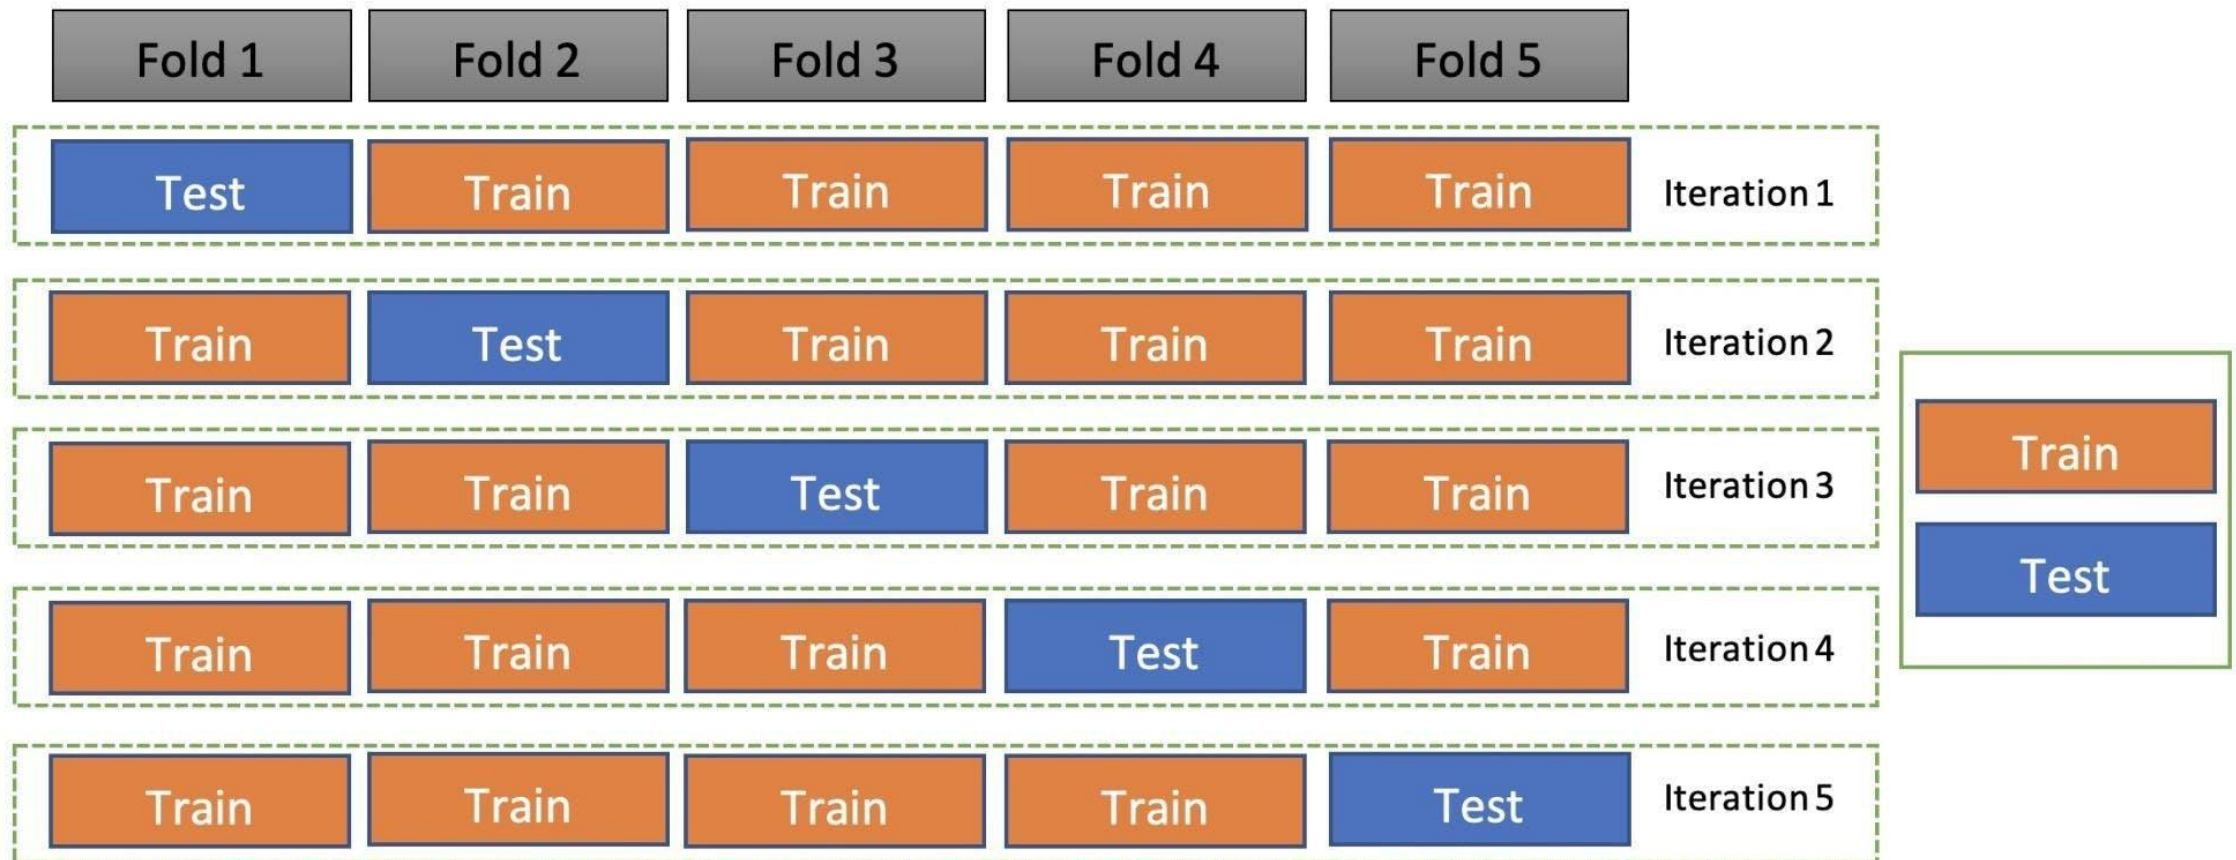 Fold 1 Fold 2 Fold 3 Fold 4 Fold 5
Test Train Train Train Train Iteration 1
Train Test Train Train Train Iteration 2
Train Train Test Train Train Iteration 3
Train Train Train Test Train Iteration 4
Train Train Train Train Test Iteration 5
Train
Test